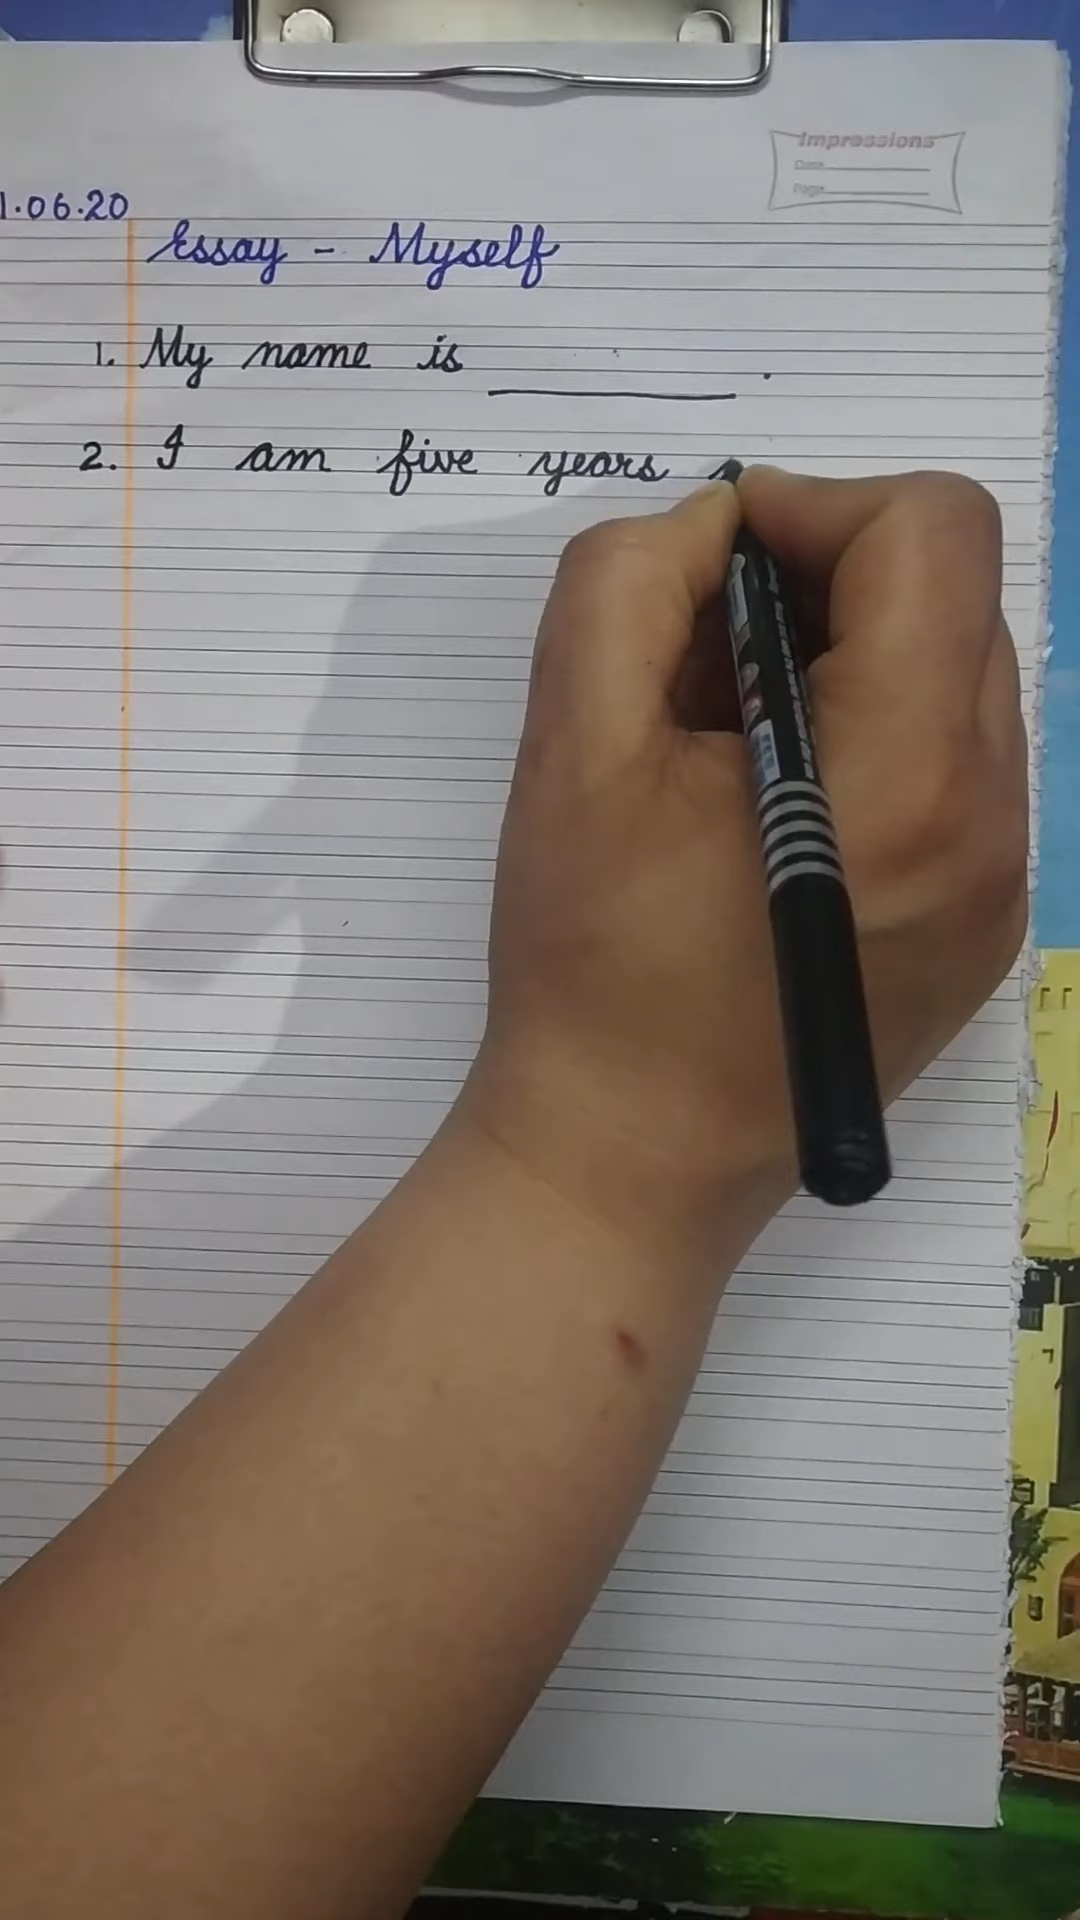 Impressions
Date
Page
1.06.20
Essay - Myself
1. My name is ________ .
2. I am five years